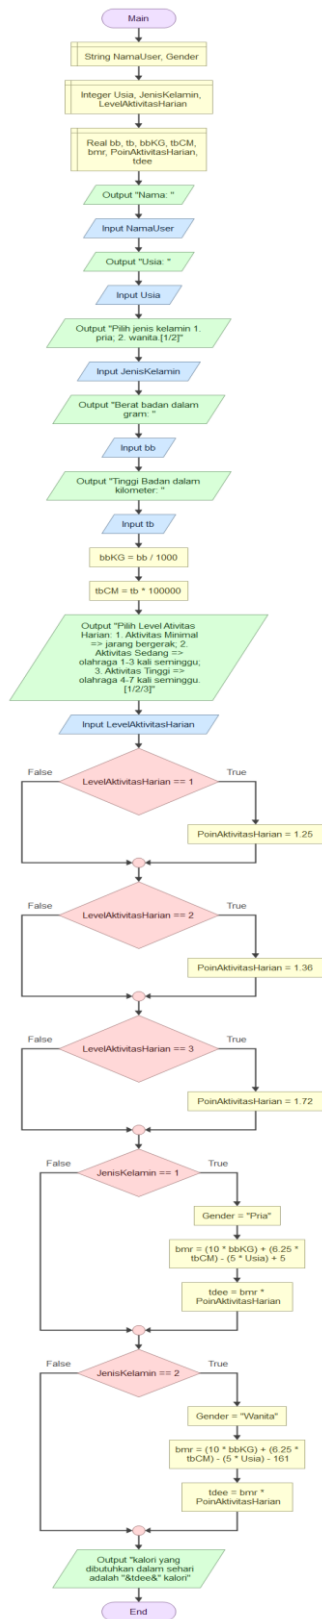 Main
String NamaUser, Gender
Integer Usia, JenisKelamin,
LevelAktivitasHarian
Real bb, tb, bbKG, tbCM,
bmr, PoinAktivitasHarian,
tdee
Output "Nama: "
Input NamaUser
Output "Usia: "
Input Usia
Output "Pilih jenis kelamin 1.
pria; 2. wanita.[1/2]"
Input JenisKelamin
Output "Berat badan dalam
gram: "
Input bb
Output "Tinggi Badan dalam
kilometer: "
Input tb
bbKG = bb / 1000
tbCM = tb * 100000
Output "Pilih Level Ativitas
Harian: 1. Aktivitas Minimal
=> jarang bergerak; 2.
Aktivitas Sedang =>
olahraga 1-3 kali seminggu;
3. Aktivitas Tinggi =>
olahraga 4-7 kali seminggu.
[1/2/3]"
Input LevelAktivitasHarian
False
LevelAktivitasHarian == 1
True
PoinAktivitasHarian = 1.25
False
LevelAktivitasHarian == 2
True
PoinAktivitasHarian = 1.36
False
LevelAktivitasHarian == 3
True
PoinAktivitasHarian = 1.72
False
JenisKelamin == 1
True
Gender = "Pria"
bmr = (10 * bbKG) + (6.25 *
tbCM) - (5 * Usia) + 5
tdee = bmr *
PoinAktivitasHarian
False
JenisKelamin == 2
True
Gender = "Wanita"
bmr = (10 * bbKG) + (6.25 *
tbCM) - (5 * Usia) - 161
tdee = bmr *
PoinAktivitasHarian
Output "kalori yang
dibutuhkan dalam sehari
adalah "&tdee&" kalori"
End